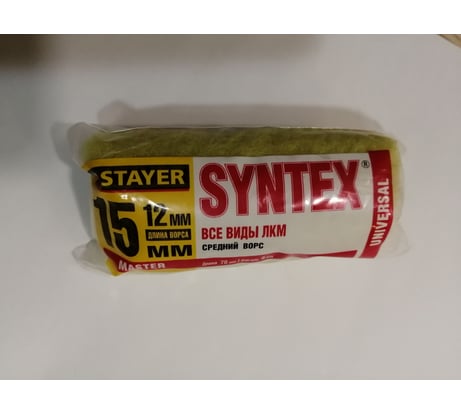 STAYER
SYNTEX®
15 ММ
12 ММ
ДЛИНА ВОРСА
MASTER
ВСЕ ВИДЫ ЛКМ
СРЕДНИЙ ВОРС
UNIVERSAL